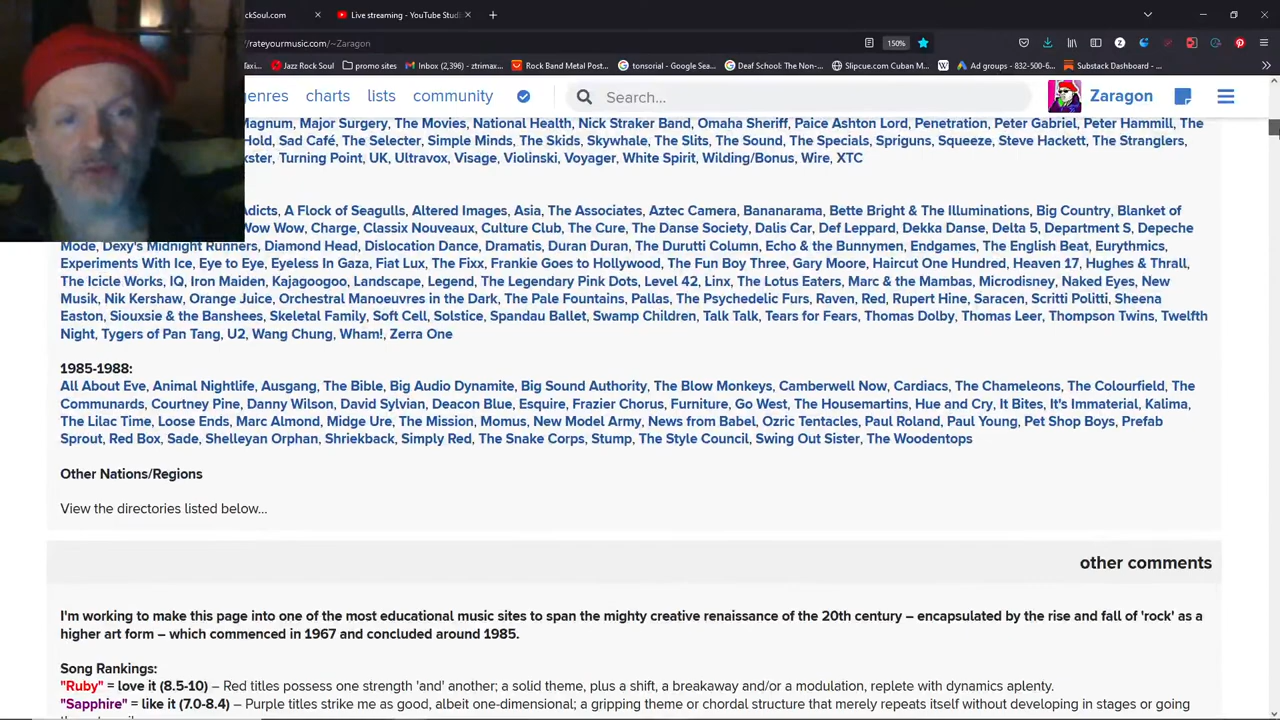 ckSoul.com
Live streaming - YouTube Studi
/rateyourmusic.com/~Zaragon
150%
Taxi...
Jazz Rock Soul
promo sites
Inbox (2,396) - ztrimax...
Rock Band Metal Post...
tonsorial - Google Sea...
Deaf School: The Non-...
Slipcue.com Cuban M...
Ad groups - 832-500-6...
Substack Dashboard -...
genres charts lists community
Search...
Zaragon
Magnum, Major Surgery, The Movies, National Health, Nick Straker Band, Omaha Sheriff, Paice Ashton Lord, Penetration, Peter Gabriel, Peter Hammill, The
Hold, Sad Café, The Selecter, Simple Minds, The Skids, Skywhale, The Slits, The Sound, The Specials, Spriguns, Squeeze, Steve Hackett, The Stranglers,
xster, Turning Point, UK, Ultravox, Visage, Violinski, Voyager, White Spirit, Wilding/Bonus, Wire, XTC
dicts, A Flock of Seagulls, Altered Images, Asia, The Associates, Aztec Camera, Bananarama, Bette Bright & The Illuminations, Big Country, Blanket of
Wow Wow, Charge, Classix Nouveaux, Culture Club, The Cure, The Danse Society, Dalis Car, Def Leppard, Dekka Danse, Delta 5, Department S, Depeche
Mode, Dexy's Midnight Runners, Diamond Head, Dislocation Dance, Dramatis, Duran Duran, The Durutti Column, Echo & the Bunnymen, Endgames, The English Beat, Eurythmics,
Experiments With Ice, Eye to Eye, Eyeless In Gaza, Fiat Lux, The Fixx, Frankie Goes to Hollywood, The Fun Boy Three, Gary Moore, Haircut One Hundred, Heaven 17, Hughes & Thrall,
The Icicle Works, IQ, Iron Maiden, Kajagoogoo, Landscape, Legend, The Legendary Pink Dots, Level 42, Linx, The Lotus Eaters, Marc & the Mambas, Microdisney, Naked Eyes, New
Musik, Nik Kershaw, Orange Juice, Orchestral Manoeuvres in the Dark, The Pale Fountains, Pallas, The Psychedelic Furs, Raven, Red, Rupert Hine, Saracen, Scritti Politti, Sheena
Easton, Siouxsie & the Banshees, Skeletal Family, Soft Cell, Solstice, Spandau Ballet, Swamp Children, Talk Talk, Tears for Fears, Thomas Dolby, Thomas Leer, Thompson Twins, Twelfth
Night, Tygers of Pan Tang, U2, Wang Chung, Wham!, Zerra One
1985-1988:
All About Eve, Animal Nightlife, Ausgang, The Bible, Big Audio Dynamite, Big Sound Authority, The Blow Monkeys, Camberwell Now, Cardiacs, The Chameleons, The Colourfield, The
Communards, Courtney Pine, Danny Wilson, David Sylvian, Deacon Blue, Esquire, Frazier Chorus, Furniture, Go West, The Housemartins, Hue and Cry, It Bites, It's Immaterial, Kalima,
The Lilac Time, Loose Ends, Marc Almond, Midge Ure, The Mission, Momus, New Model Army, News from Babel, Ozric Tentacles, Paul Roland, Paul Young, Pet Shop Boys, Prefab
Sprout, Red Box, Sade, Shelleyan Orphan, Shriekback, Simply Red, The Snake Corps, Stump, The Style Council, Swing Out Sister, The Woodentops
Other Nations/Regions
View the directories listed below...
other comments
I'm working to make this page into one of the most educational music sites to span the mighty creative renaissance of the 20th century – encapsulated by the rise and fall of 'rock' as a
higher art form – which commenced in 1967 and concluded around 1985.
Song Rankings:
"Ruby" = love it (8.5-10) – Red titles possess one strength 'and' another; a solid theme, plus a shift, a breakaway and/or a modulation, replete with dynamics aplenty.
"Sapphire" = like it (7.0-8.4) – Purple titles strike me as good, albeit one-dimensional; a gripping theme or chordal structure that merely repeats itself without developing in stages or going